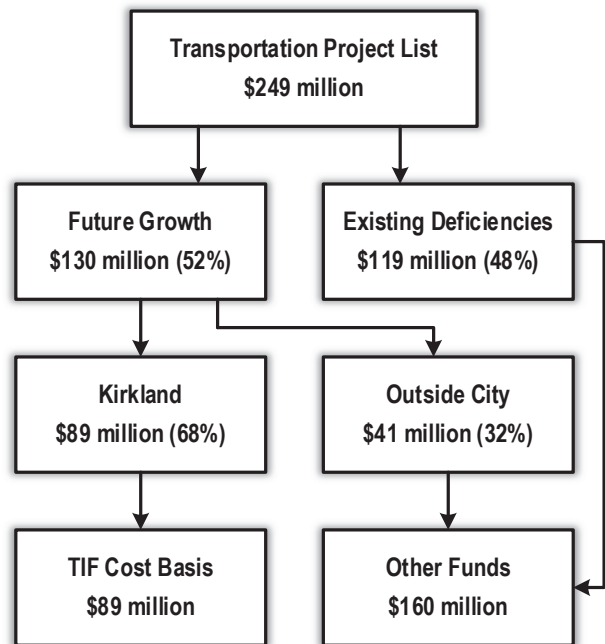 Transportation Project List
$249 million
Future Growth
$130 million (52%)
Existing Deficiencies
$119 million (48%)
Kirkland
$89 million (68%)
Outside City
$41 million (32%)
TIF Cost Basis
$89 million
Other Funds
$160 million